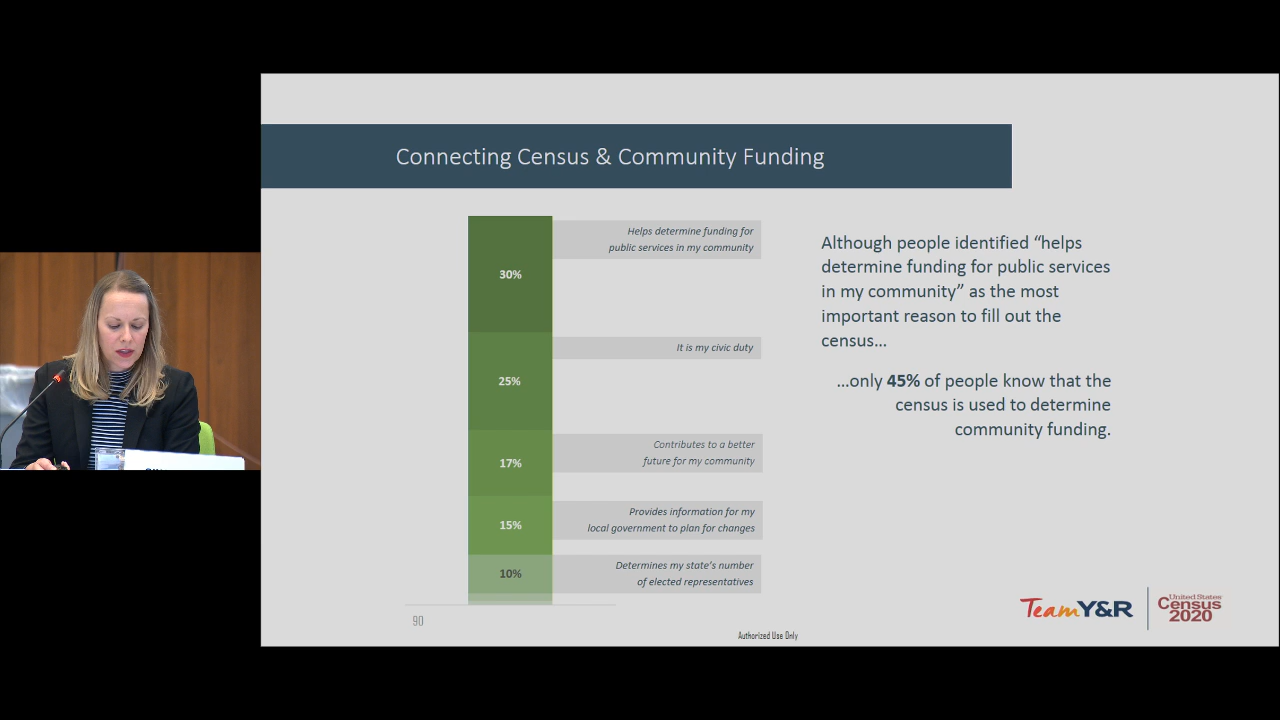 Connecting Census & Community Funding
30%
Helps determine funding for
public services in my community
25%
It is my civic duty
17%
Contributes to a better
future for my community
15%
Provides information for my
local government to plan for changes
10%
Determines my state's number
of elected representatives
Although people identified “helps
determine funding for public services
in my community” as the most
important reason to fill out the
census...
...only 45% of people know that the
census is used to determine
community funding.
90
Authorized Use Only
TeamY&R
United States
Census
2020